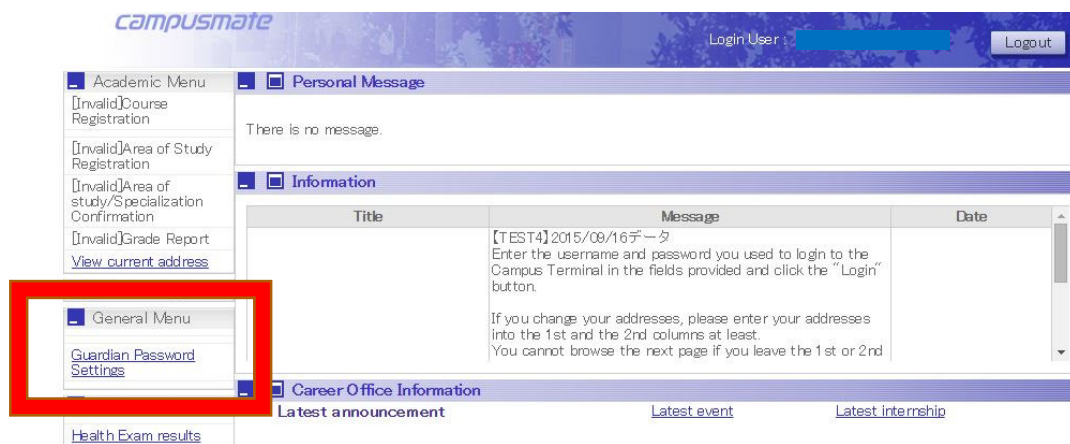 campusmate
Login User :
Logout
Academic Menu
[Invalid]Course
Registration
[Invalid]Area of Study
Registration
[Invalid]Area of
study/Specialization
Confirmation
[Invalid]Grade Report
View current address
General Menu
Guardian Password
Settings
Health Exam results
Personal Message
There is no message.
Information
Title Message Date
【TEST4】2015/09/16データ
Enter the username and password you used to login to the
Campus Terminal in the fields provided and click the "Login"
button.
If you change your addresses, please enter your addresses
into the 1st and the 2nd columns at least.
You cannot browse the next page if you leave the 1st or 2nd
Career Office Information
Latest announcement Latest event Latest internship